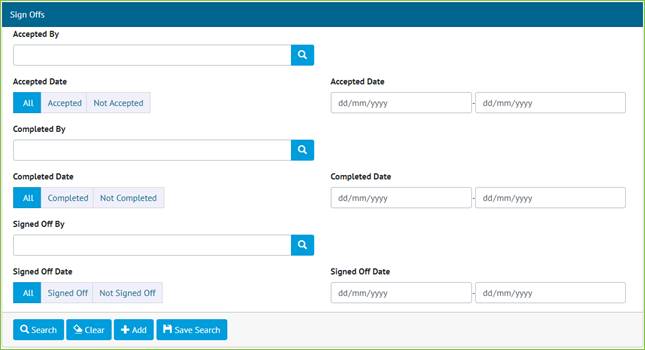 Sign Offs
Accepted By
Accepted Date Accepted Date
All Accepted Not Accepted dd/mm/yyyy - dd/mm/yyyy
Completed By
Completed Date Completed Date
All Completed Not Completed dd/mm/yyyy - dd/mm/yyyy
Signed Off By
Signed Off Date Signed Off Date
All Signed Off Not Signed Off dd/mm/yyyy - dd/mm/yyyy
Search Clear Add Save Search